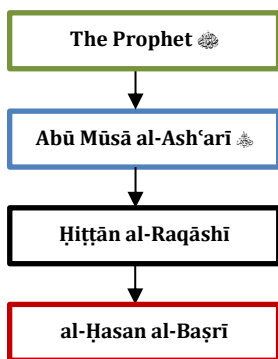 The Prophet ﷺ
Abū Mūsā al-Ashʿarī
Ḥiṭṭān al-Raqāshī
al-Ḥasan al-Baṣrī